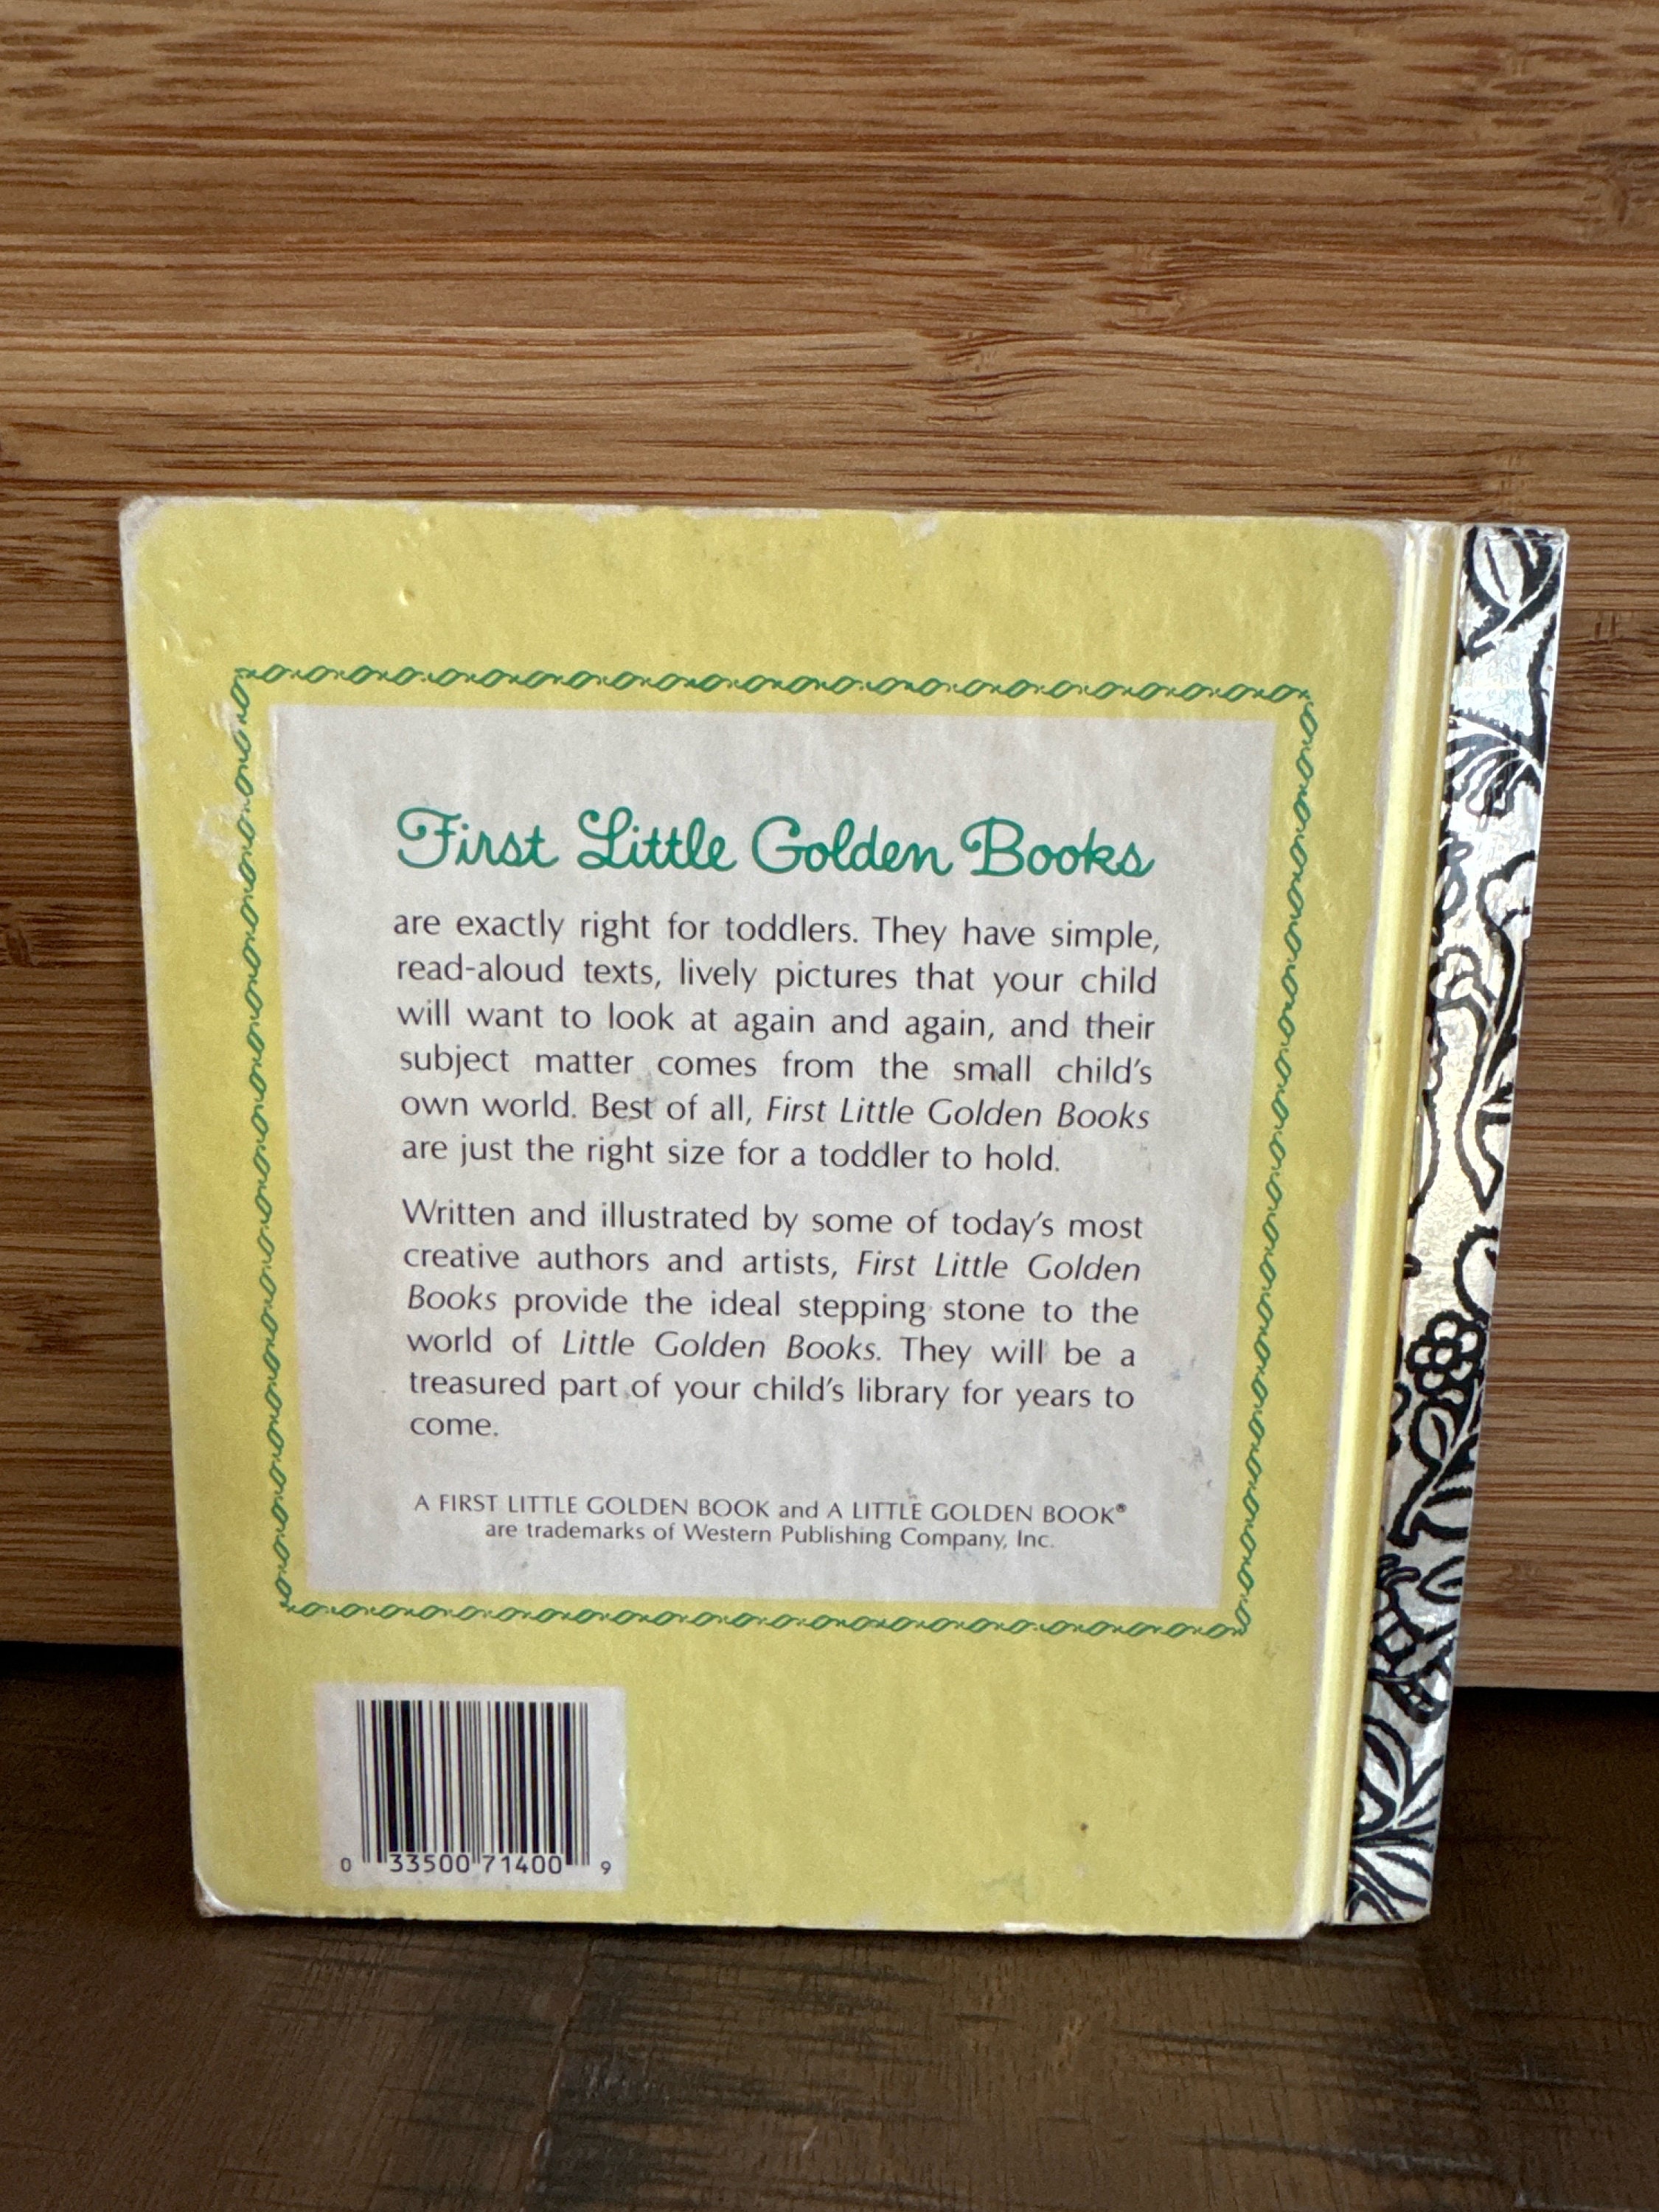 First Little Golden Books
are exactly right for toddlers. They have simple,
read-aloud texts, lively pictures that your child
will want to look at again and again, and their
subject matter comes from the small child's
own world. Best of all, First Little Golden Books
are just the right size for a toddler to hold.
Written and illustrated by some of today's most
creative authors and artists, First Little Golden
Books provide the ideal stepping stone to the
world of Little Golden Books. They will be a
treasured part of your child's library for years to
come.
A FIRST LITTLE GOLDEN BOOK and A LITTLE GOLDEN BOOK®
are trademarks of Western Publishing Company, Inc.
0 33500 71400 9